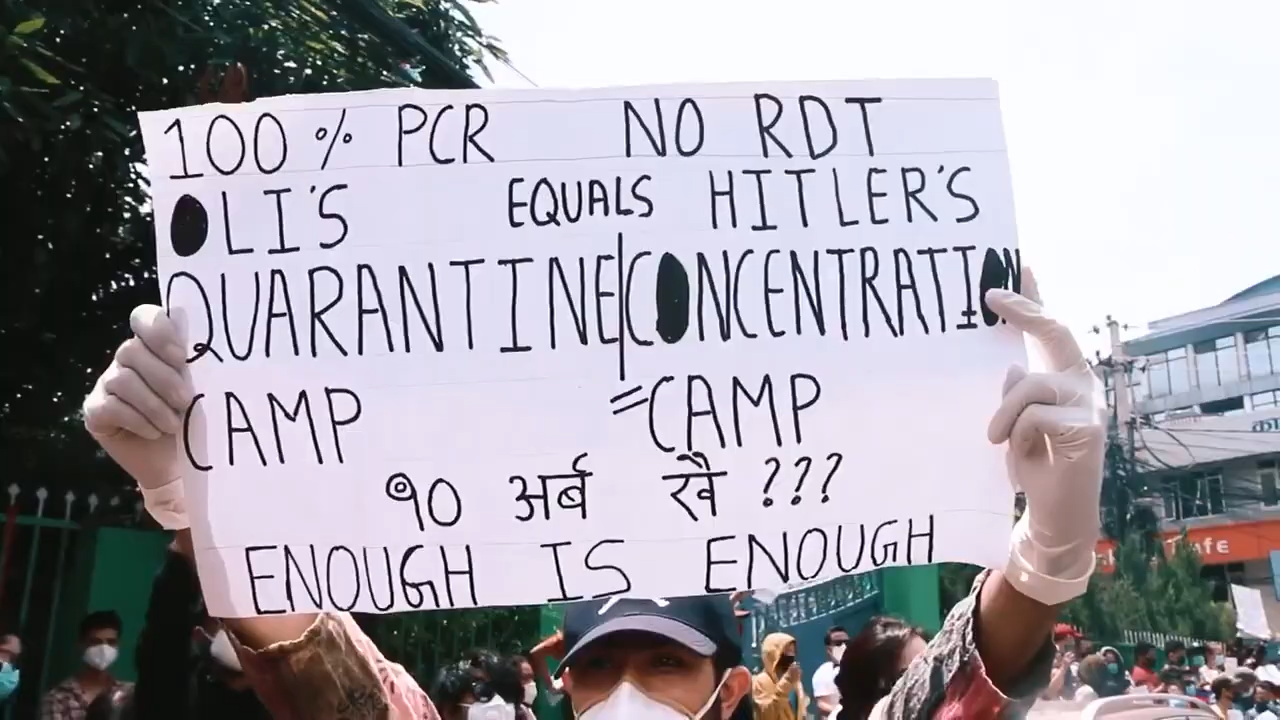 100 % PCR NO RDT
OLI'S EQUALS HITLER'S
QUARANTINE|CONCENTRATION
CAMP =CAMP
१० अर्ब खै ???
ENOUGH IS ENOUGH